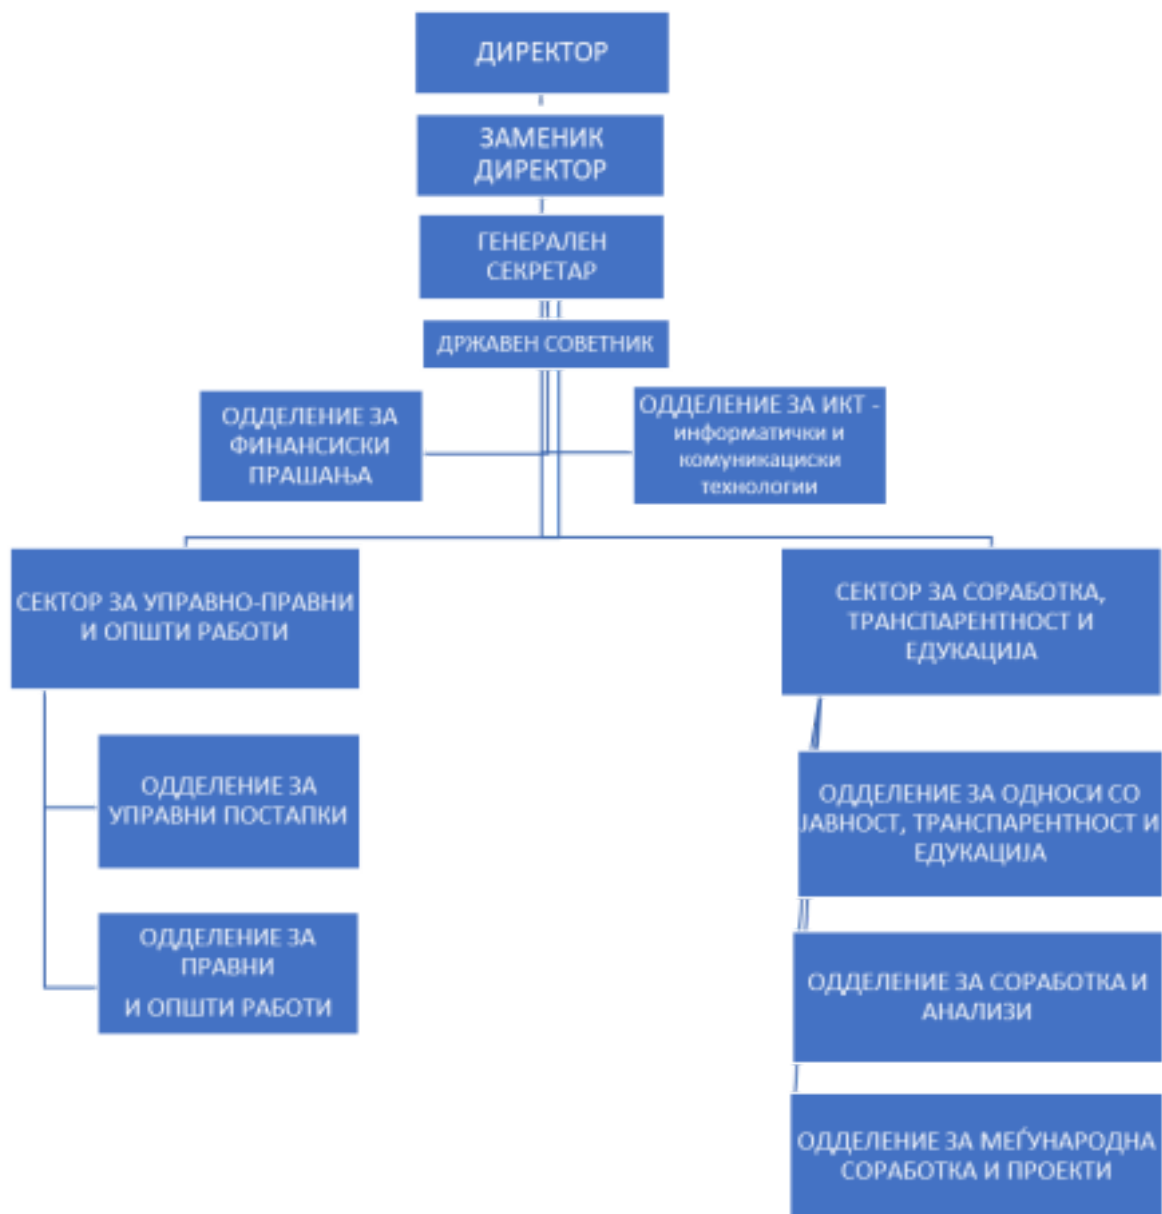 ДИРЕКТОР
ЗАМЕНИК
ДИРЕКТОР
ГЕНЕРАЛЕН
СЕКРЕТАР
ДРЖАВЕН СОВЕТНИК
ОДДЕЛЕНИЕ ЗА
ФИНАНСИСКИ
ПРАШАЊА
ОДДЕЛЕНИЕ ЗА ИКТ -
информатички и
комуникациски
технологии
СЕКТОР ЗА УПРАВНО-ПРАВНИ
И ОПШТИ РАБОТИ
ОДДЕЛЕНИЕ ЗА
УПРАВНИ ПОСТАПКИ
ОДДЕЛЕНИЕ ЗА
ПРАВНИ
И ОПШТИ РАБОТИ
СЕКТОР ЗА СОРАБОТКА,
ТРАНСПАРЕНТНОСТ И
ЕДУКАЦИЈА
ОДДЕЛЕНИЕ ЗА ОДНОСИ СО
ЈАВНОСТ, ТРАНСПАРЕНТНОСТ И
ЕДУКАЦИЈА
ОДДЕЛЕНИЕ ЗА СОРАБОТКА И
АНАЛИЗИ
ОДДЕЛЕНИЕ ЗА МЕЃУНАРОДНА
СОРАБОТКА И ПРОЕКТИ